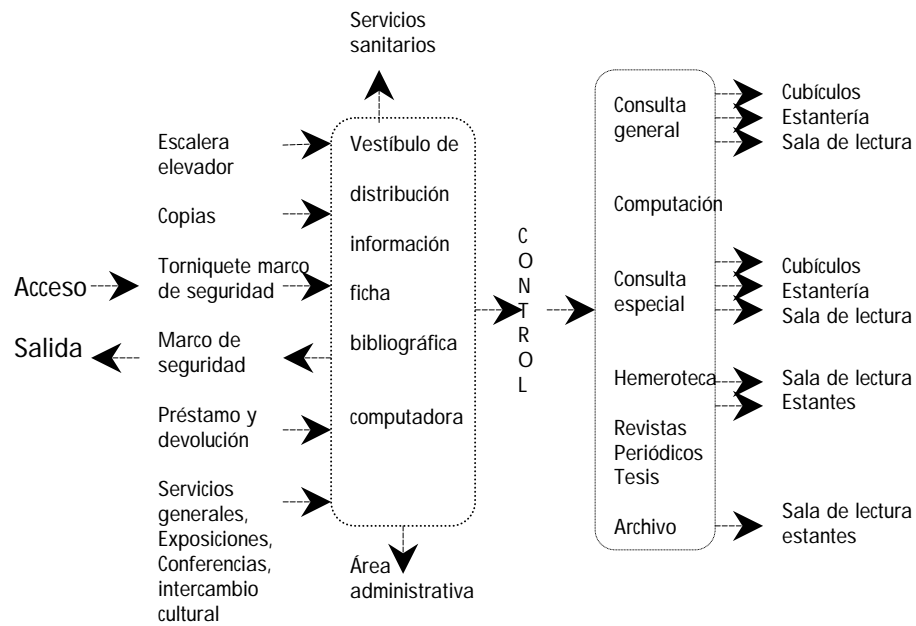 Servicios
sanitarios
Escalera
elevador
Copias
Acceso
Torniquete marco
de seguridad
Salida
Marco de
seguridad
Préstamo y
devolución
Servicios
generales,
Exposiciones,
Conferencias,
intercambio
cultural
Vestíbulo de
distribución
información
ficha
bibliográfica
computadora
Área
administrativa
C
O
N
T
R
O
L
Consulta
general
Cubículos
Estantería
Sala de lectura
Computación
Consulta
especial
Cubículos
Estantería
Sala de lectura
Hemeroteca
Sala de lectura
Estantes
Revistas
Periódicos
Tesis
Archivo
Sala de lectura
estantes